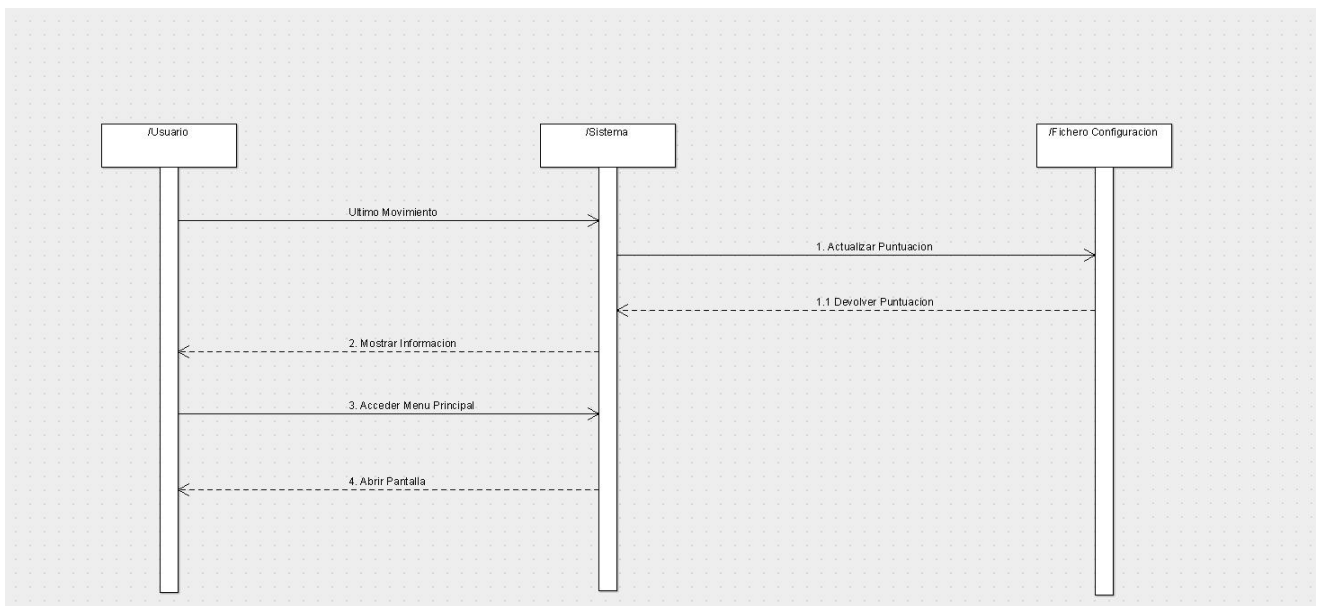 /Usuario
/Sistema
/Fichero Configuracion
Ultimo Movimiento
1. Actualizar Puntuacion
1.1 Devolver Puntuacion
2. Mostrar Informacion
3. Acceder Menu Principal
4. Abrir Pantalla